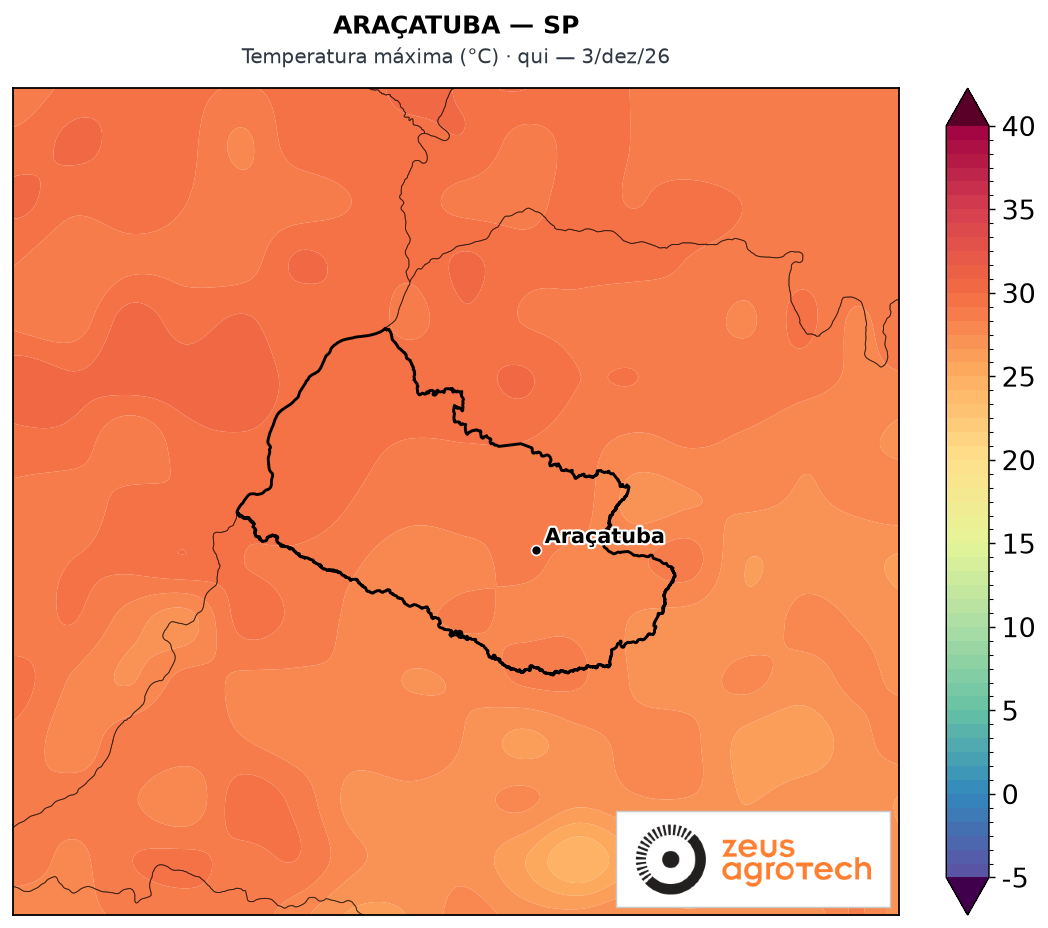 ARAÇATUBA — SP
Temperatura máxima (°C) · qui — 3/dez/26
40
35
30
25
20
15
10
5
0
-5
Araçatuba
zeus
agrotech